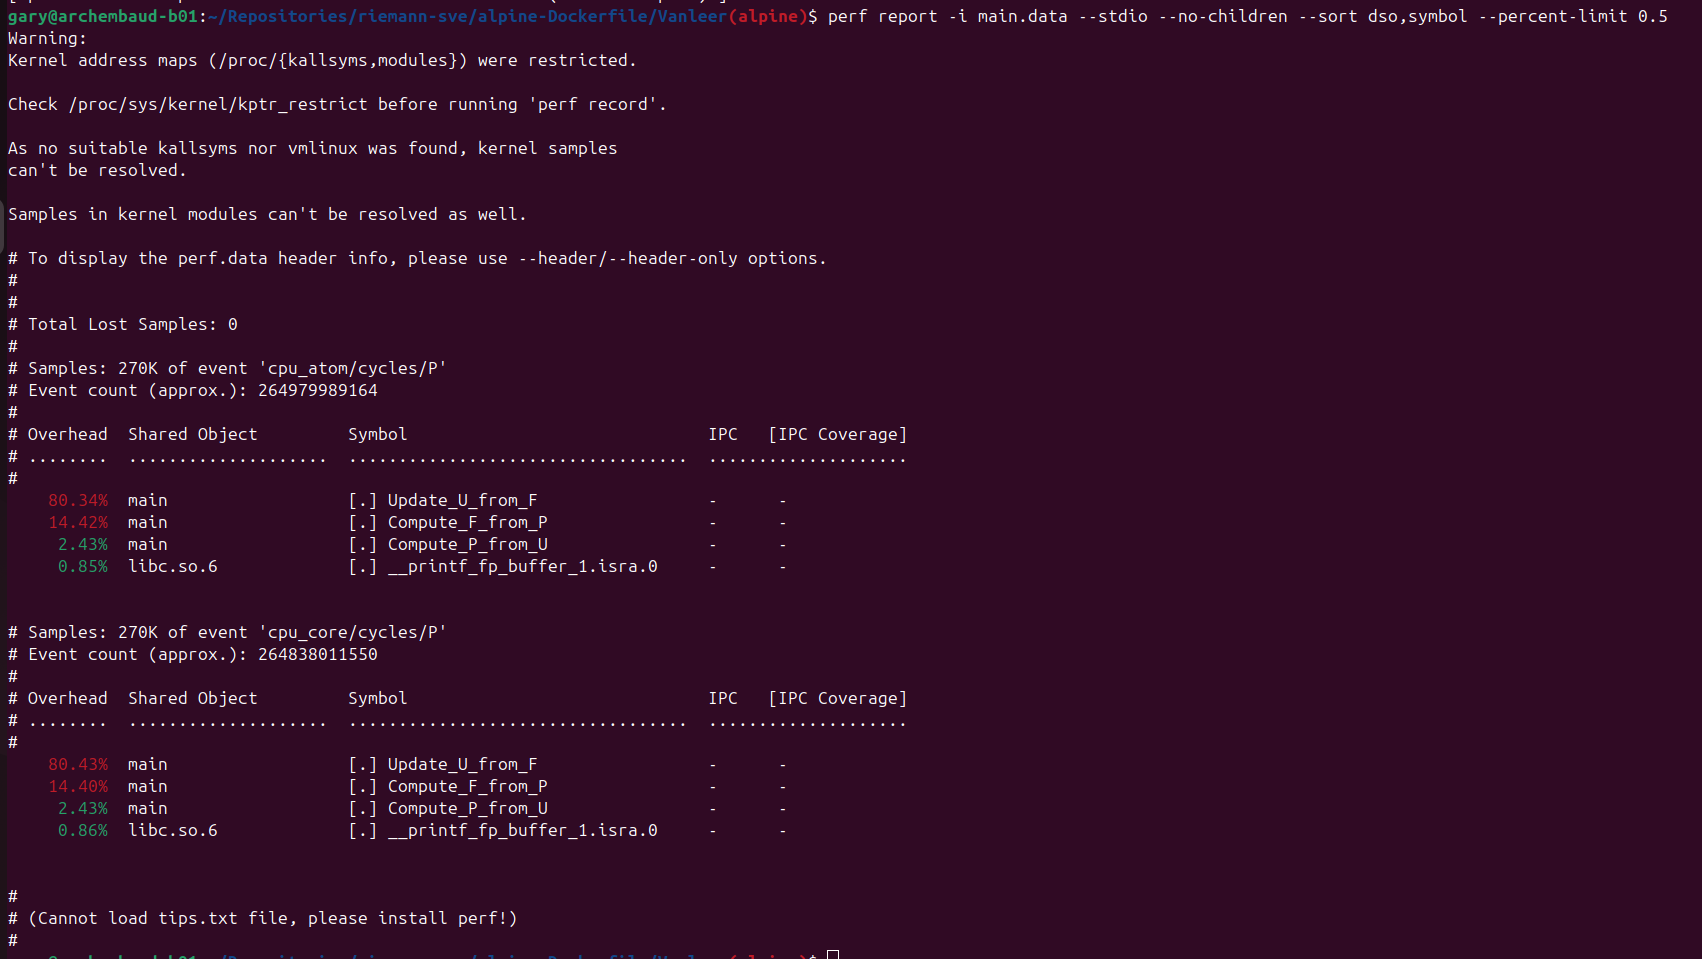 gary@archembaud-b01:~/Repositories/riemann-sve/alpine-Dockerfile/Vanleer(alpine)$ perf report -i main.data --stdio --no-children --sort dso,symbol --percent-limit 0.5
Warning:
Kernel address maps (/proc/{kallsyms,modules}) were restricted.
Check /proc/sys/kernel/kptr_restrict before running 'perf record'.
As no suitable kallsyms nor vmlinux was found, kernel samples
can't be resolved.
Samples in kernel modules can't be resolved as well.
# To display the perf.data header info, please use --header/--header-only options.
#
#
# Total Lost Samples: 0
#
# Samples: 270K of event 'cpu_atom/cycles/P'
# Event count (approx.): 264979989164
#
# Overhead  Shared Object         Symbol                              IPC   [IPC Coverage]
# ........  ....................  ..................................  ....................
#
    80.34%  main                  [.] Update_U_from_F                 -      -
    14.42%  main                  [.] Compute_F_from_P                -      -
     2.43%  main                  [.] Compute_P_from_U                -      -
     0.85%  libc.so.6             [.] __printf_fp_buffer_1.isra.0     -      -
# Samples: 270K of event 'cpu_core/cycles/P'
# Event count (approx.): 264838011550
#
# Overhead  Shared Object         Symbol                              IPC   [IPC Coverage]
# ........  ....................  ..................................  ....................
#
    80.43%  main                  [.] Update_U_from_F                 -      -
    14.40%  main                  [.] Compute_F_from_P                -      -
     2.43%  main                  [.] Compute_P_from_U                -      -
     0.86%  libc.so.6             [.] __printf_fp_buffer_1.isra.0     -      -
#
# (Cannot load tips.txt file, please install perf!)
#